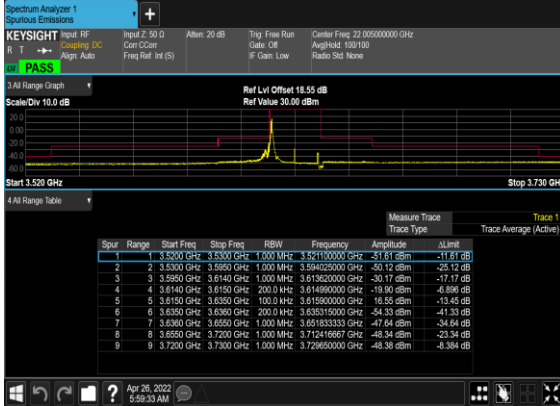 Spectrum Analyzer 1
Spurious Emissions
+
KEYSIGHT Input: RF Input Z: 50 Ω Atten: 20 dB Trig: Free Run Center Freq: 22.005000000 GHz
R T Coupling: DC Corr CCorr Gate: Off Avg|Hold: 100/100
Align: Auto Freq Ref: Int (S) IF Gain: Low Radio Std: None
PASS
3 All Range Graph
Ref Lvl Offset 18.55 dB
Scale/Div 10.0 dB Ref Value 30.00 dBm
20.0
0.00
-20.0
-40.0
-60.0
Start 3.520 GHz Stop 3.730 GH
4 All Range Table
Measure Trace Trace 1
Trace Type Trace Average (Active)
Spur Range Start Freq Stop Freq RBW Frequency Amplitude ΔLimit
1 1 3.5200 GHz 3.5300 GHz 1.000 MHz 3.521100000 GHz -51.61 dBm -11.61 dB
2 2 3.5300 GHz 3.5950 GHz 1.000 MHz 3.594025000 GHz -50.12 dBm -25.12 dB
3 3 3.5950 GHz 3.6140 GHz 1.000 MHz 3.613620000 GHz -30.17 dBm -17.17 dB
4 4 3.6140 GHz 3.6150 GHz 200.0 kHz 3.614990000 GHz -19.90 dBm -6.896 dB
5 5 3.6150 GHz 3.6350 GHz 100.0 kHz 3.615900000 GHz 16.55 dBm -13.45 dB
6 6 3.6350 GHz 3.6360 GHz 200.0 kHz 3.635315000 GHz -54.33 dBm -41.33 dB
7 7 3.6360 GHz 3.6550 GHz 1.000 MHz 3.651833333 GHz -47.64 dBm -34.64 dB
8 8 3.6550 GHz 3.7200 GHz 1.000 MHz 3.712416667 GHz -48.34 dBm -23.34 dB
9 9 3.7200 GHz 3.7300 GHz 1.000 MHz 3.729650000 GHz -48.38 dBm -8.384 dB
? Apr 26, 2022
5:59:33 AM